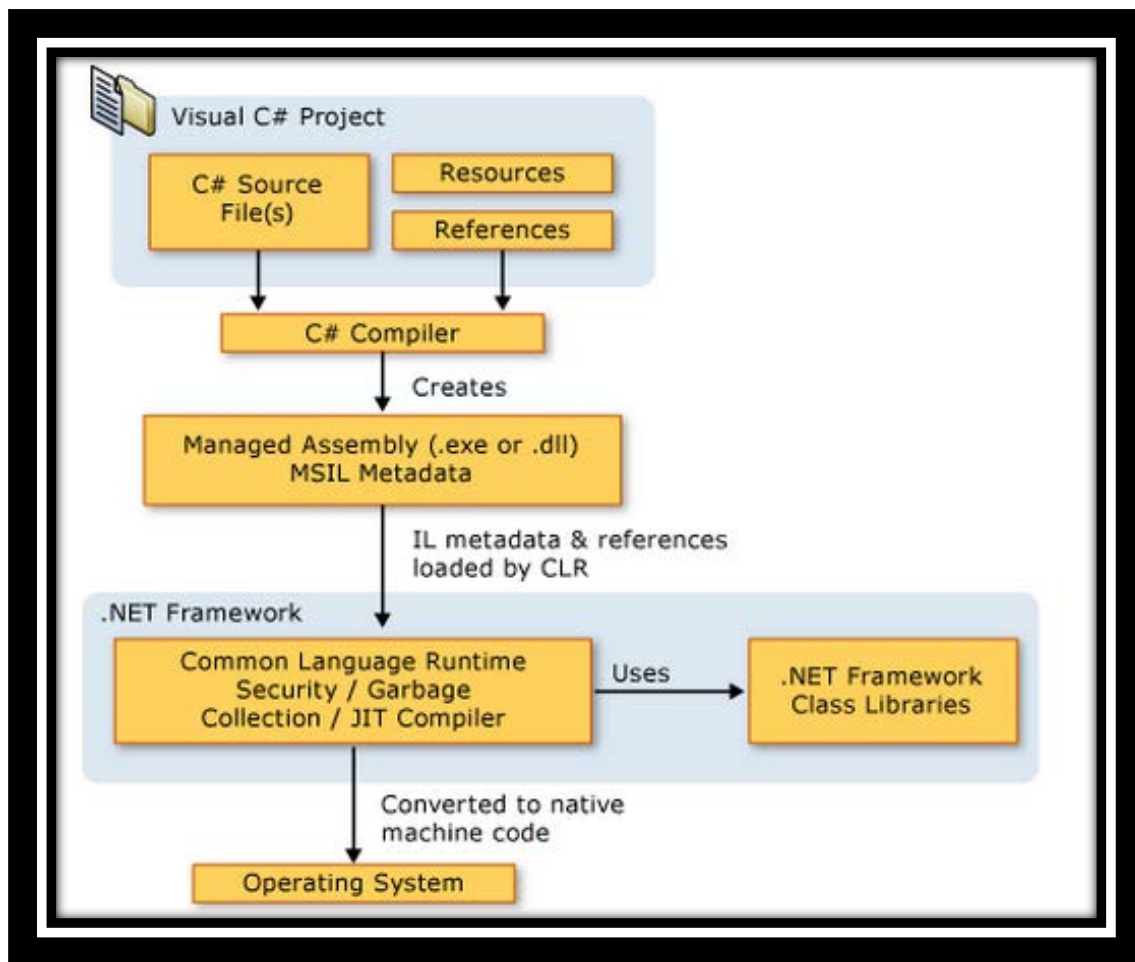 Visual C# Project
C# Source
File(s)
Resources
References
C# Compiler
Creates
Managed Assembly (.exe or .dll)
MSIL Metadata
IL metadata & references
loaded by CLR
.NET Framework
Common Language Runtime
Security / Garbage
Collection / JIT Compiler
Uses
.NET Framework
Class Libraries
Converted to native
machine code
Operating System